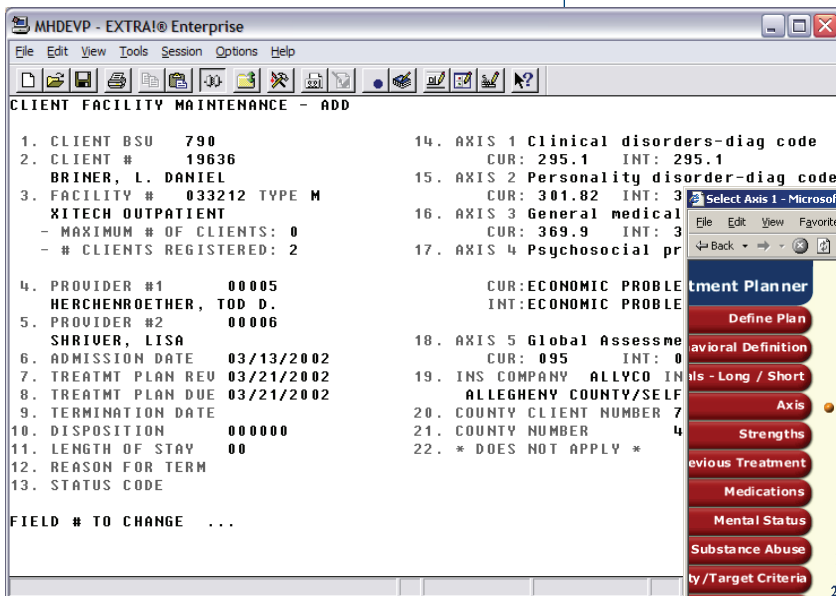 MHDEVP - EXTRA!® Enterprise
File Edit View Tools Session Options Help
CLIENT FACILITY MAINTENANCE - ADD
1. CLIENT BSU 790
2. CLIENT # 19636
BRINER, L. DANIEL
3. FACILITY # 033212 TYPE M
XITECH OUTPATIENT
- MAXIMUM # OF CLIENTS: 0
- # CLIENTS REGISTERED: 2
4. PROVIDER #1 00005
HERCHENROETHER, TOD D.
5. PROVIDER #2 00006
SHRIVER, LISA
6. ADMISSION DATE 03/13/2002
7. TREATMT PLAN REV 03/21/2002
8. TREATMT PLAN DUE 03/21/2002
9. TERMINATION DATE
10. DISPOSITION 000000
11. LENGTH OF STAY 00
12. REASON FOR TERM
13. STATUS CODE
FIELD # TO CHANGE ...
14. AXIS 1 Clinical disorders-diag code
CUR: 295.1 INT: 295.1
15. AXIS 2 Personality disorder-diag code
CUR: 301.82 INT: 3
16. AXIS 3 General medical
CUR: 369.9 INT: 3
17. AXIS 4 Psychosocial pr
CUR:ECONOMIC PROBLE
INT:ECONOMIC PROBLE
18. AXIS 5 Global Assessme
CUR: 095 INT: 0
19. INS COMPANY ALLYCO IN
ALLEGHENY COUNTY/SELF
20. COUNTY CLIENT NUMBER 7
21. COUNTY NUMBER 4
22. * DOES NOT APPLY *
Select Axis 1 - Microsof
File Edit View Favorite
Back
tment Planner
Define Plan
avioral Definition
als - Long / Short
Axis
Strengths
evious Treatment
Medications
Mental Status
Substance Abuse
ty/Target Criteria
2